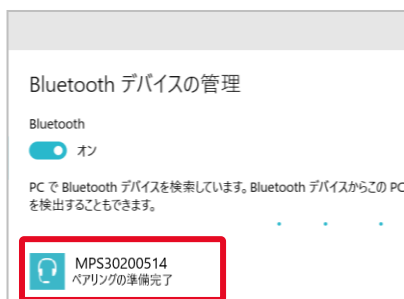 Bluetooth デバイスの管理
Bluetooth
オン
PC で Bluetooth デバイスを検索しています。Bluetooth デバイスからこの PC
を検出することもできます。
MPS30200514
ペアリングの準備完了